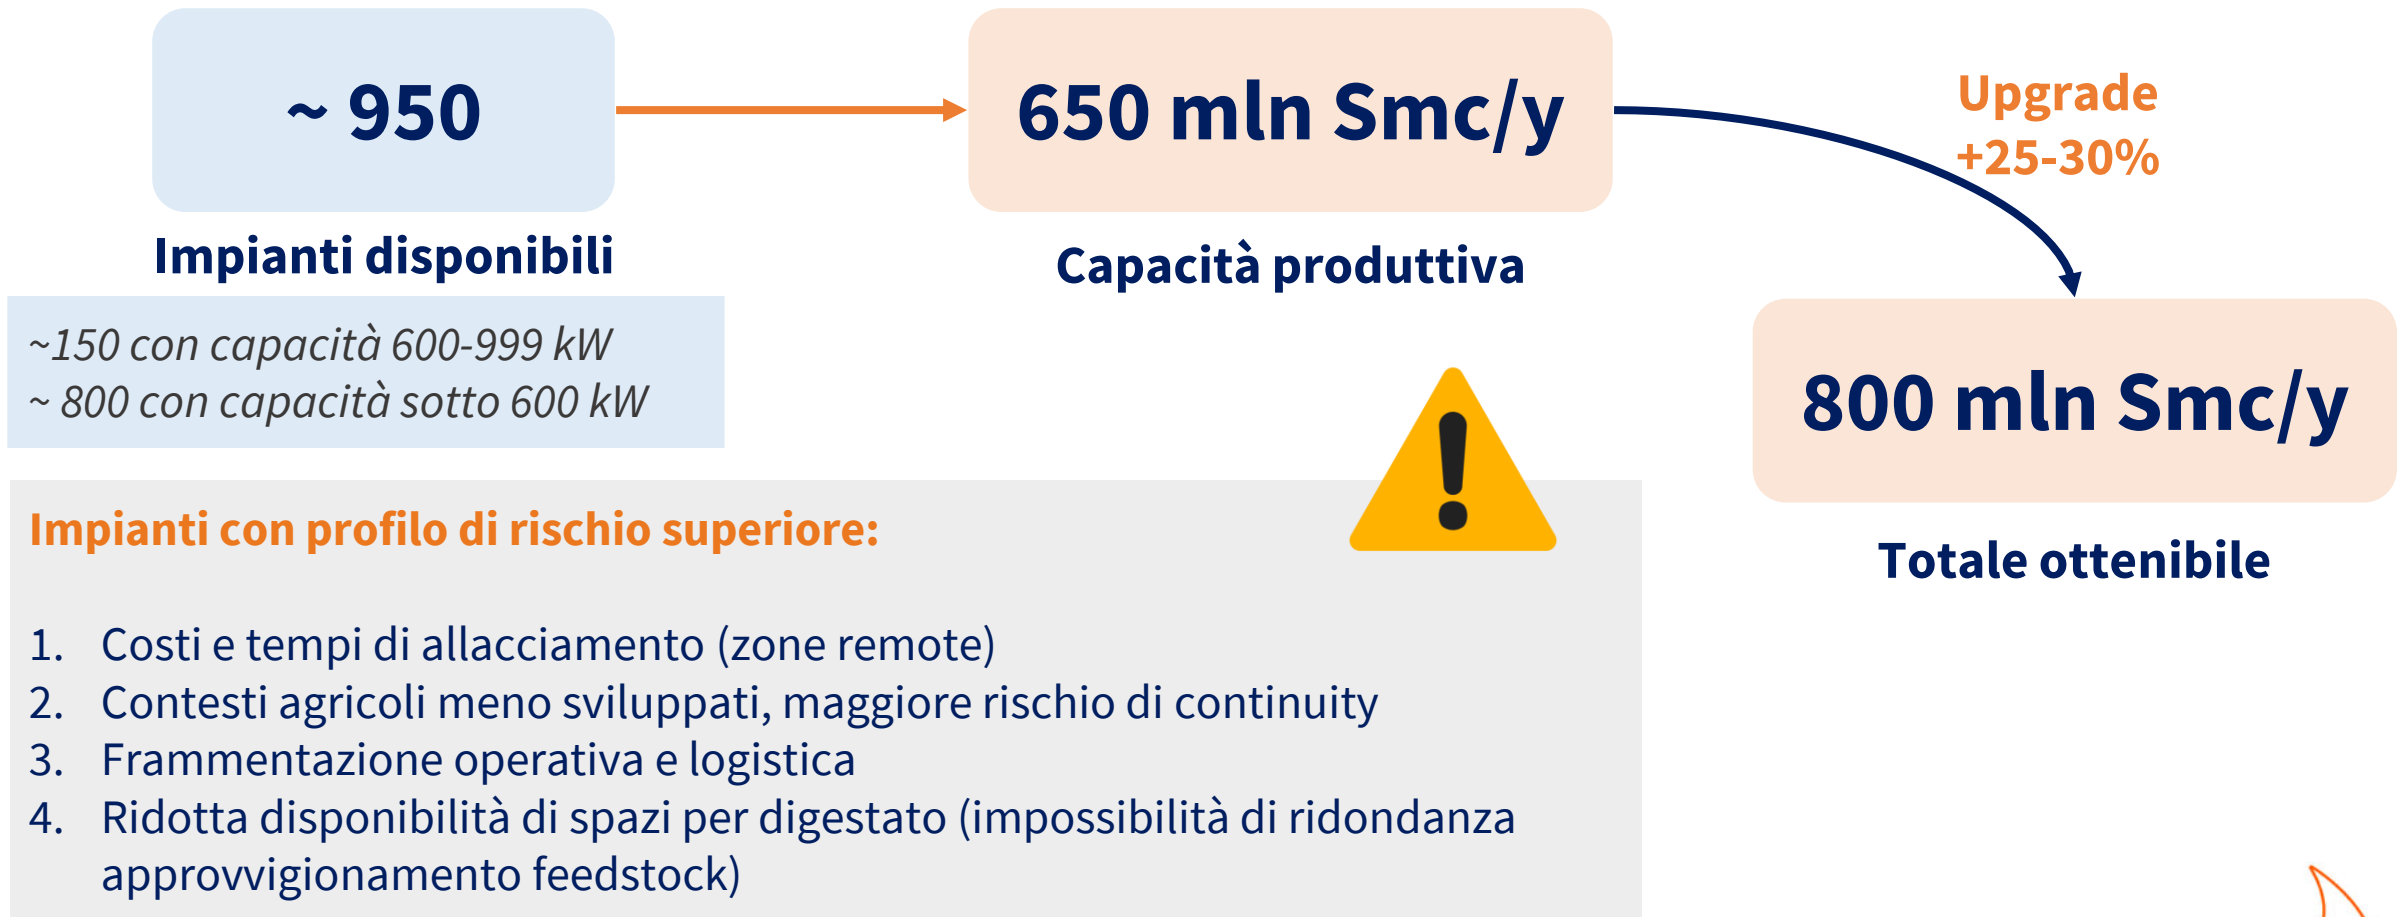 ~ 950
Impianti disponibili
~150 con capacità 600-999 kW
~ 800 con capacità sotto 600 kW
650 mln Smc/y
Capacità produttiva
Upgrade
+25-30%
800 mln Smc/y
Totale ottenibile
Impianti con profilo di rischio superiore:
1. Costi e tempi di allacciamento (zone remote)
2. Contesti agricoli meno sviluppati, maggiore rischio di continuity
3. Frammentazione operativa e logistica
4. Ridotta disponibilità di spazi per digestato (impossibilità di ridondanza
approvvigionamento feedstock)